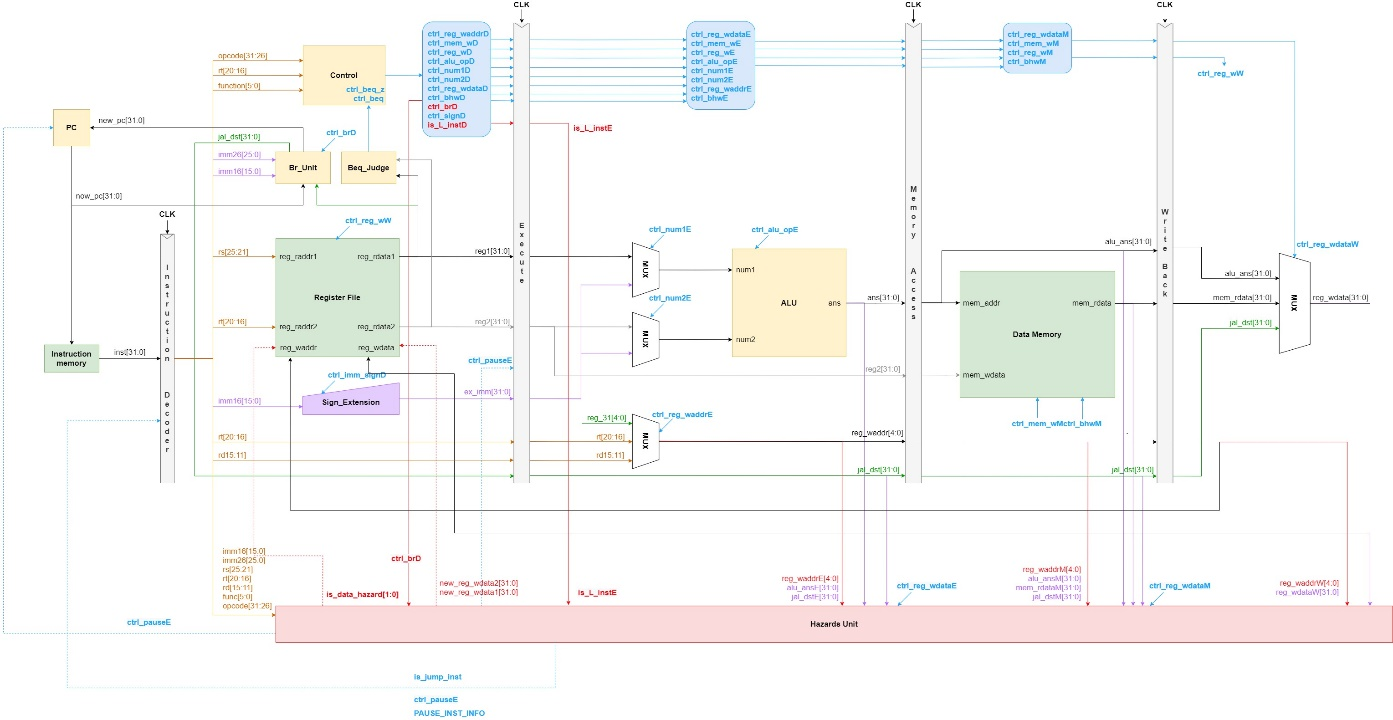 CLK
CLK
CLK
opcode[31:26]
rt[20:16]
function[5:0]
Control
ctrl_beq_z
ctrl_beq
ctrl_reg_waddrD
ctrl_mem_wD
ctrl_reg_wD
ctrl_alu_opD
ctrl_num1D
ctrl_num2D
ctrl_reg_wdataD
ctrl_bhwD
ctrl_brD
ctrl_signD
is_L_instD
ctrl_reg_wdataE
ctrl_mem_wE
ctrl_reg_wE
ctrl_alu_opE
ctrl_num1E
ctrl_num2E
ctrl_reg_waddrE
ctrl_bhwE
ctrl_reg_wdataM
ctrl_mem_wM
ctrl_reg_wM
ctrl_bhwM
ctrl_reg_wW
is_L_instE
PC
now_pc[31:0]
jal_dst[31:0]
ctrl_brD
imm26[25:0]
imm16[15:0]
Br_Unit
Beq_Judge
now_pc[31:0]
CLK
ctrl_reg_wW
rs[25:21]
reg_raddr1
reg_rdata1
reg1[31:0]
Register File
rt[20:16]
reg_raddr2
reg_rdata2
reg2[31:0]
reg_waddr
reg_wdata
Instruction
memory
inst[31:0]
Instruction Decoder
ctrl_imm_signD
imm16[15:0]
Sign_Extension
ex_imm[31:0]
ctrl_pauseE
rt[20:16]
rd15:11]
Execute
ctrl_num1E
MUX
ctrl_num2E
MUX
ctrl_alu_opE
num1
ALU
ans
num2
ans[31:0]
reg2[31:0]
reg_31[4:0]
rt[20:16]
rd15:11]
MUX
ctrl_reg_waddrE
reg_waddr[4:0]
jal_dst[31:0]
Memory Access
alu_ans[31:0]
mem_addr
mem_rdata
Data Memory
mem_wdata
ctrl_mem_wM
ctrl_bhwM
jal_dst[31:0]
Write Back
ctrl_reg_wdataW
alu_ans[31:0]
mem_rdata[31:0]
jal_dst[31:0]
MUX
reg_wdata[31:0]
imm16[15:0]
imm26[25:0]
rs[25:21]
rt[20:16]
rd[15:11]
func[5:0]
opcode[31:26]
is_data_hazard[1:0]
ctrl_brD
new_reg_wdata2[31:0]
new_reg_wdata1[31:0]
is_L_instE
reg_waddrE[4:0]
alu_ansE[31:0]
jal_dstE[31:0]
ctrl_reg_wdataE
reg_waddrM[4:0]
alu_ansM[31:0]
mem_rdataM[31:0]
jal_dstM[31:0]
ctrl_reg_wdataM
reg_waddrW[4:0]
reg_wdataW[31:0]
ctrl_pauseE
Hazards Unit
is_jump_inst
ctrl_pauseE
PAUSE_INST_INFO